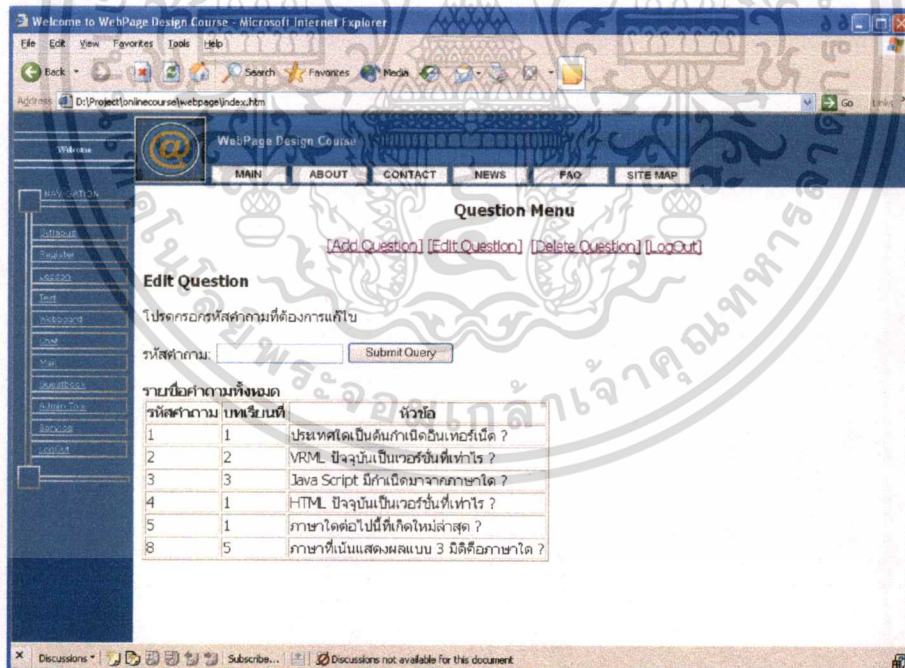 Welcome to WebPage Design Course - Microsoft Internet Explorer
File Edit View Favorites Tools Help
Back Search Favorites Media
Address D:\Project\onlinecourse\webpage\index.htm Go Links
Welcome
WebPage Design Course
MAIN ABOUT CONTACT NEWS FAQ SITE MAP
NAVIGATION
Syllabus
Register
Lesson
Test
Webboard
Chat
Mail
Guestbook
Admin Tool
Service
LogOut
Question Menu
[Add Question] [Edit Question] [Delete Question] [LogOut]
Edit Question
โปรดกรอกรหัสคำถามที่ต้องการแก้ไข
รหัสคำถาม: Submit Query
รายชื่อคำถามทั้งหมด
รหัสคำถาม บทเรียนที่ หัวข้อ
1 1 ประเทศใดเป็นต้นกำเนิดอินเทอร์เน็ต ?
2 2 VRML ปัจจุบันเป็นเวอร์ชั่นที่เท่าไร ?
3 3 Java Script มีกำเนิดมาจากภาษาใด ?
4 1 HTML ปัจจุบันเป็นเวอร์ชั่นที่เท่าไร ?
5 1 ภาษาใดต่อไปนี้ที่เกิดใหม่ล่าสุด ?
8 5 ภาษาที่เน้นแสดงผลแบบ 3 มิติคือภาษาใด ?
Discussions Subscribe... Discussions not available for this document